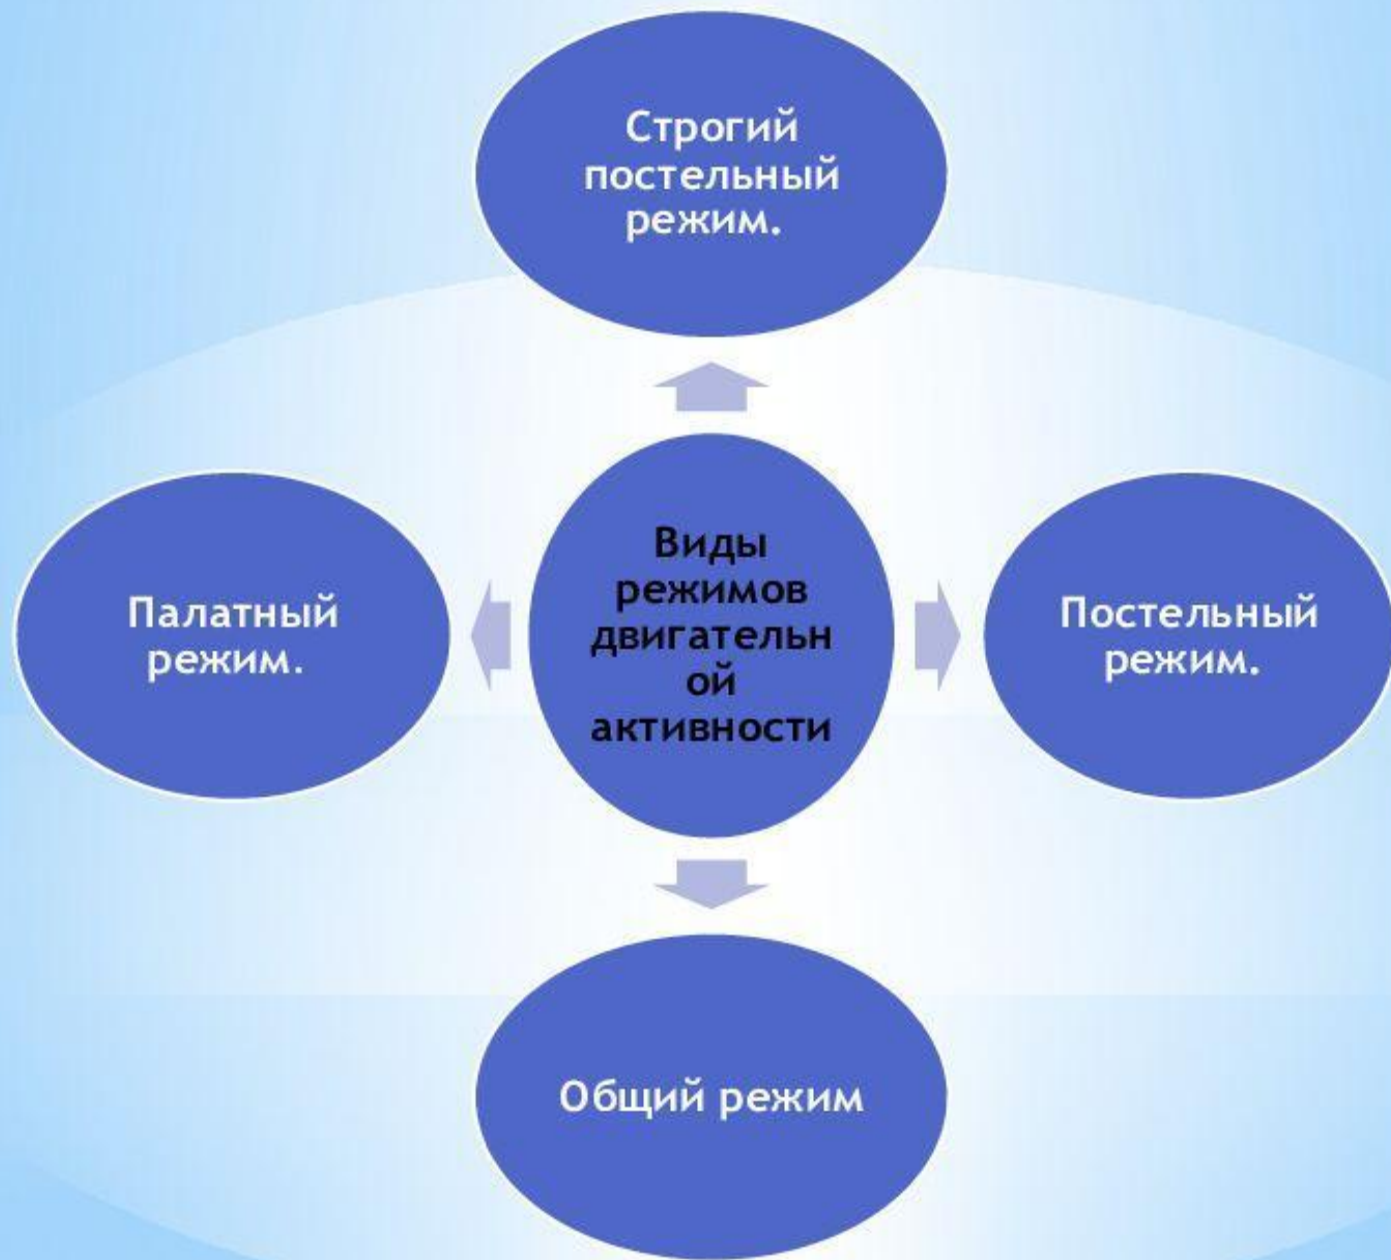 Строгий
постельный
режим.
Палатный
режим.
Виды
режимов
двигательн
ой
активности
Постельный
режим.
Общий режим